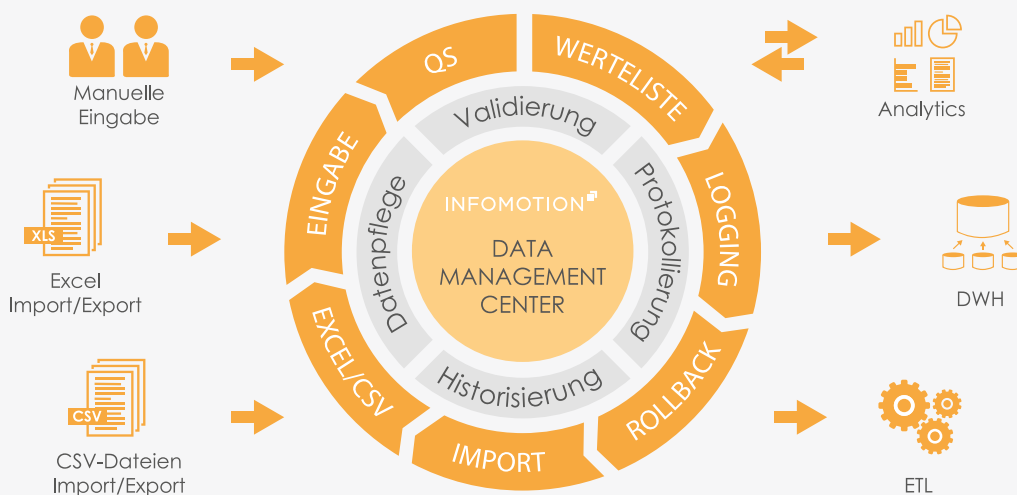 Manuelle
Eingabe
XLS
Excel
Import/Export
CSV
CSV-Dateien
Import/Export
QS
WERTELISTE
LOGGING
ROLLBACK
IMPORT
EXCEL/CSV
EINGABE
Validierung
Protokollierung
Historisierung
Datenpflege
INFOMOTION
DATA
MANAGEMENT
CENTER
Analytics
DWH
ETL